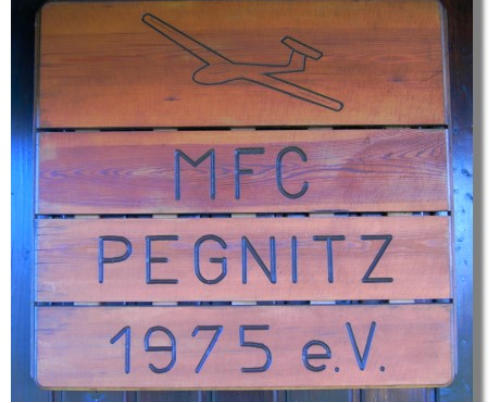 MFC
PEGNITZ
1975 e.V.